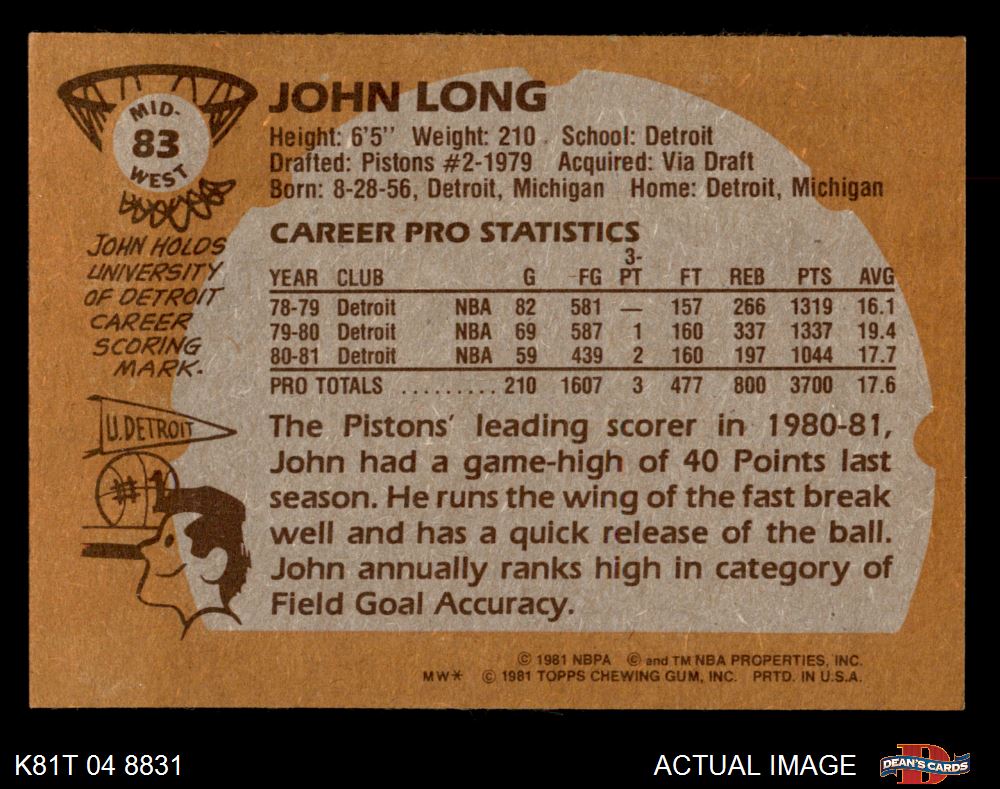 MID-
83
WEST
JOHN LONG
Height: 6'5'' Weight: 210 School: Detroit
Drafted: Pistons #2-1979 Acquired: Via Draft
Born: 8-28-56, Detroit, Michigan Home: Detroit, Michigan
JOHN HOLDS
UNIVERSITY
OF DETROIT
CAREER
SCORING
MARK.
U. DETROIT
#1
CAREER PRO STATISTICS
YEAR CLUB G FG 3-PT FT REB PTS AVG
78-79 Detroit NBA 82 581 — 157 266 1319 16.1
79-80 Detroit NBA 69 587 1 160 337 1337 19.4
80-81 Detroit NBA 59 439 2 160 197 1044 17.7
PRO TOTALS ......... 210 1607 3 477 800 3700 17.6
The Pistons' leading scorer in 1980-81,
John had a game-high of 40 Points last
season. He runs the wing of the fast break
well and has a quick release of the ball.
John annually ranks high in category of
Field Goal Accuracy.
© 1981 NBPA © and TM NBA PROPERTIES, INC.
MW* © 1981 TOPPS CHEWING GUM, INC. PRTD. IN U.S.A.
K81T 04 8831
ACTUAL IMAGE
D
DEAN'S CARDS